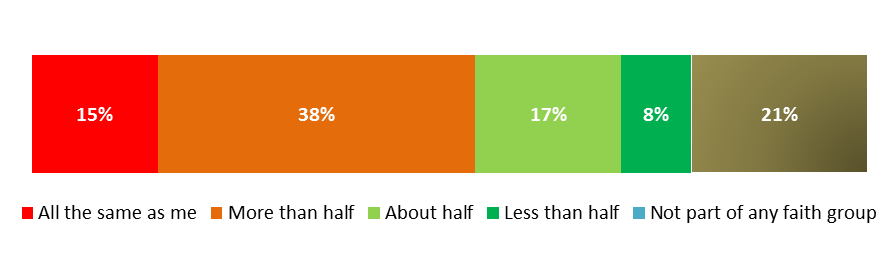 15% 38% 17% 8% 21%
All the same as me More than half About half Less than half Not part of any faith group